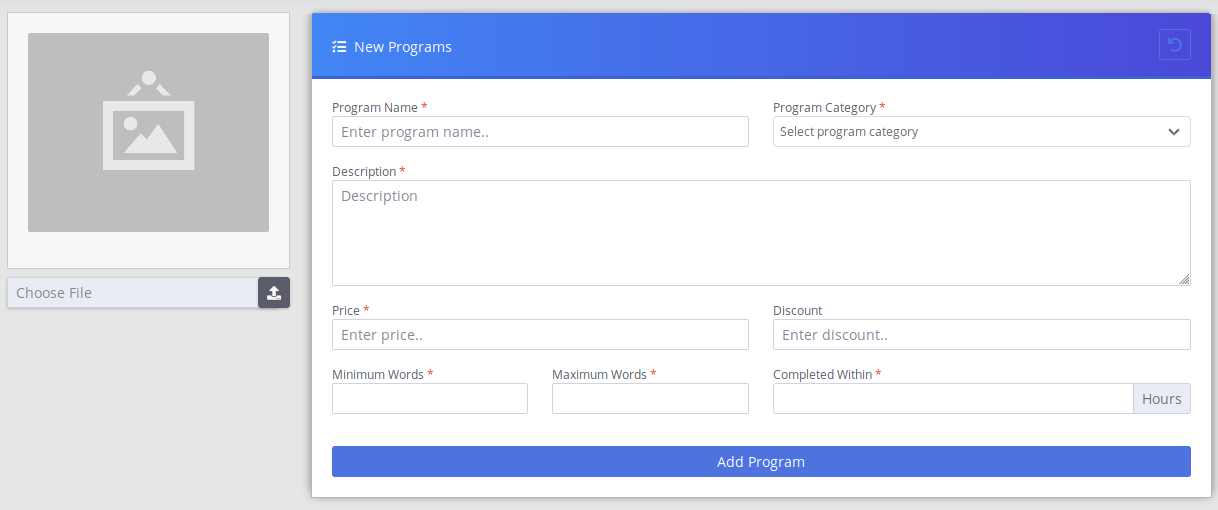 New Programs
Program Name *
Program Category *
Enter program name..
Select program category
Description *
Description
Choose File
Price *
Discount
Enter price..
Enter discount..
Minimum Words *
Maximum Words *
Completed Within *
Hours
Add Program